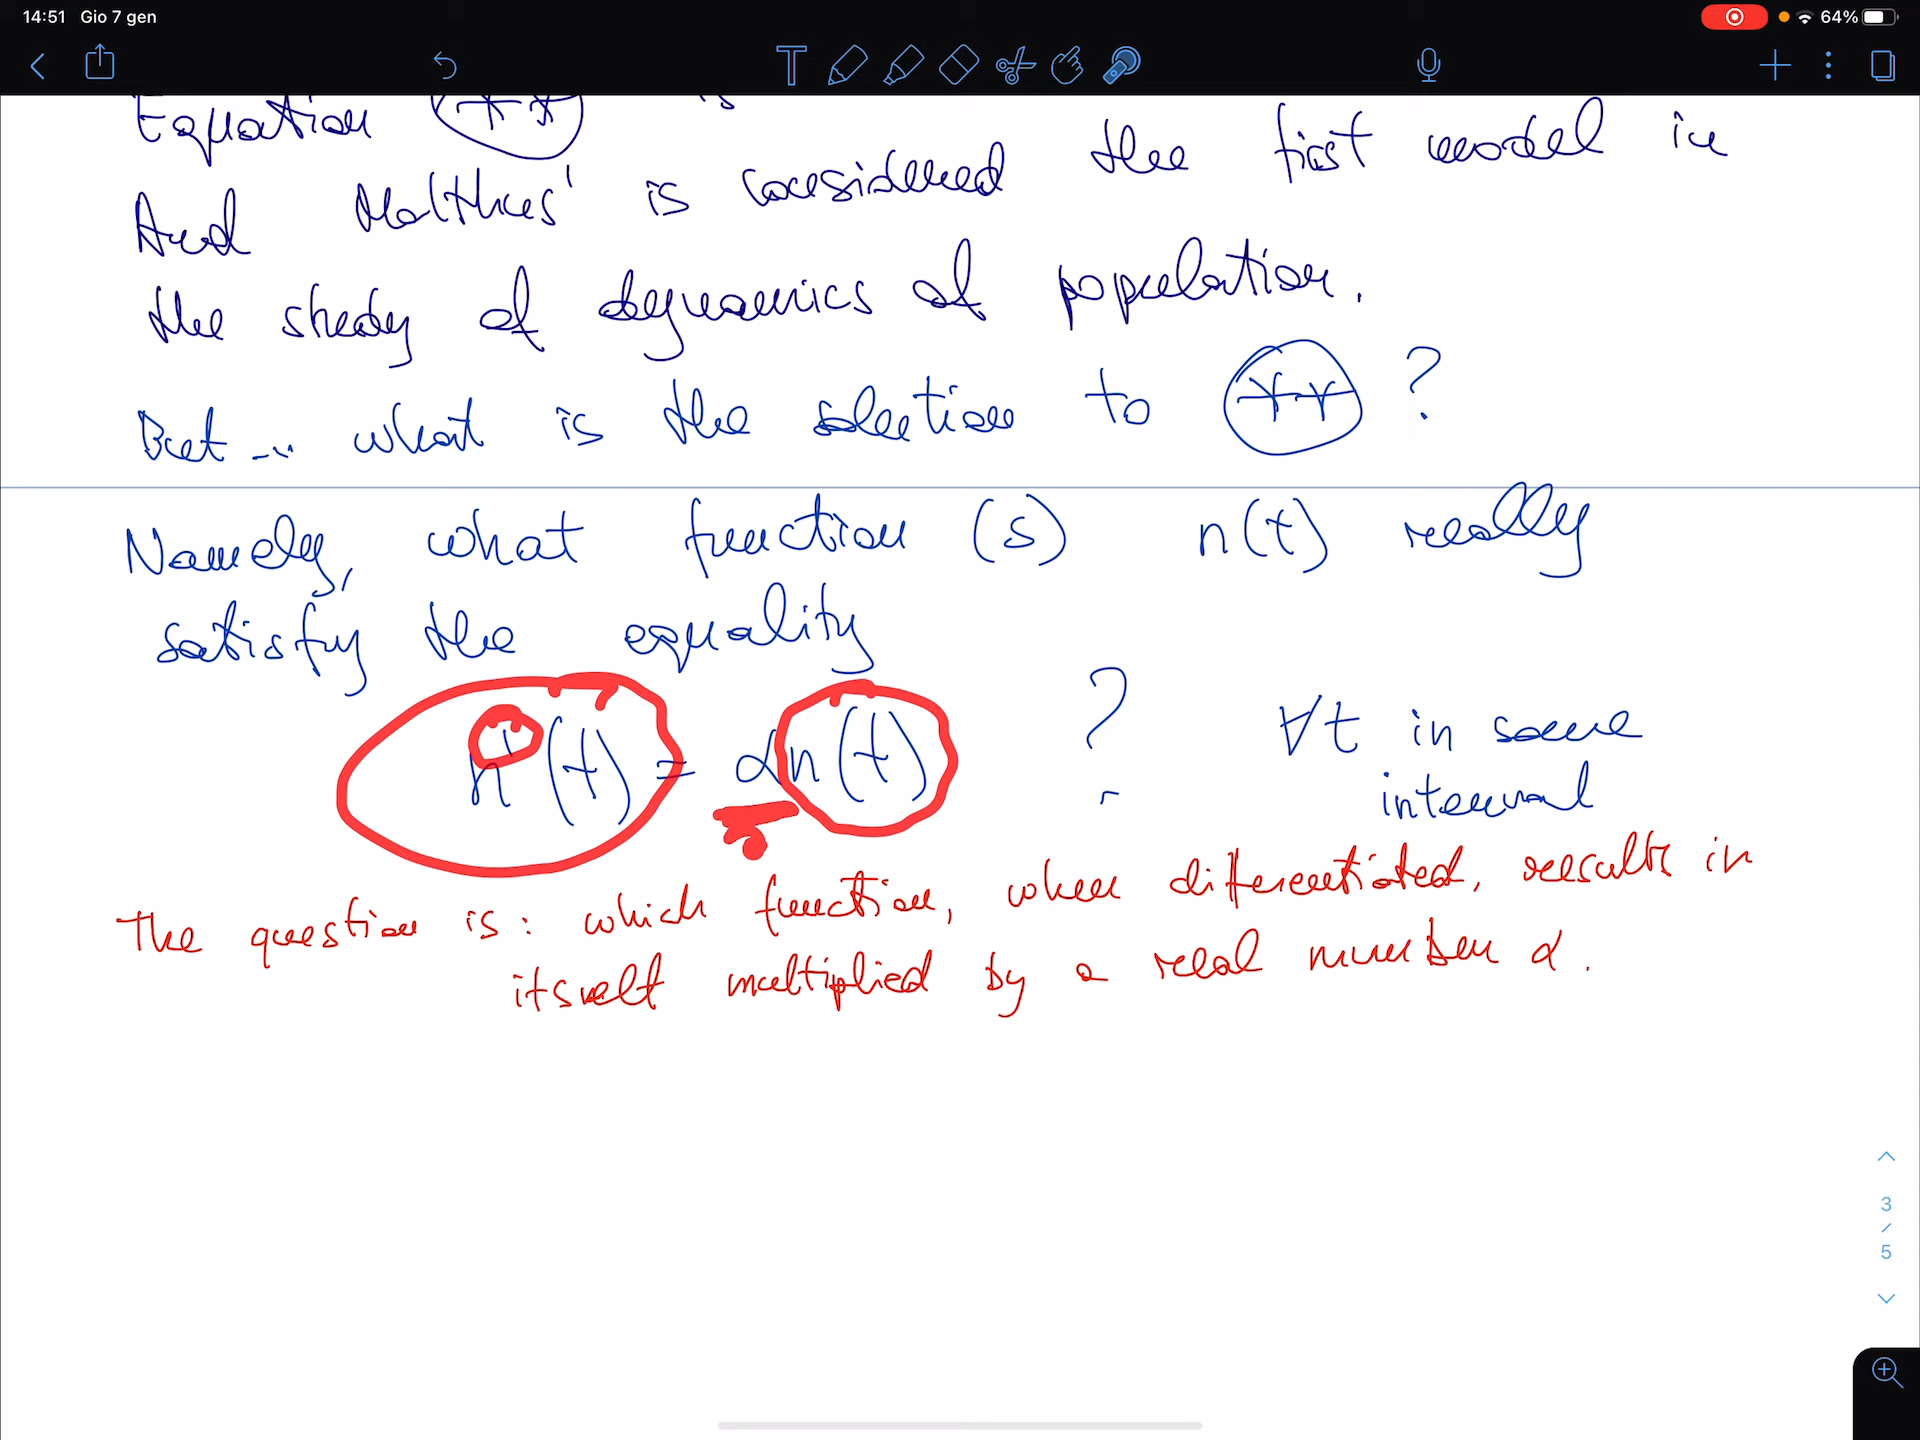 14:51 Gio 7 gen 64%
Equation ** is
And Malthus' is considered the first model in
the study of dynamics of population.
But ... what is the solution to ** ?
Namely, what function (s) n(t) really
satisfy the equality
n'(t) = αn(t) ? ∀t in some
interval
The question is: which function, when differentiated, results in
itself multiplied by a real number α.
3
/
5